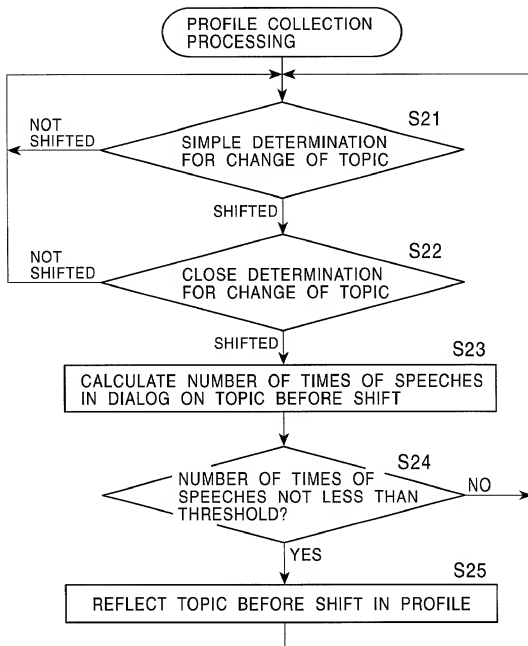 PROFILE COLLECTION
PROCESSING
S21
NOT
SHIFTED
SIMPLE DETERMINATION
FOR CHANGE OF TOPIC
SHIFTED
S22
NOT
SHIFTED
CLOSE DETERMINATION
FOR CHANGE OF TOPIC
SHIFTED
S23
CALCULATE NUMBER OF TIMES OF SPEECHES
IN DIALOG ON TOPIC BEFORE SHIFT
S24
NUMBER OF TIMES OF
SPEECHES NOT LESS THAN
THRESHOLD?
NO
YES
S25
REFLECT TOPIC BEFORE SHIFT IN PROFILE